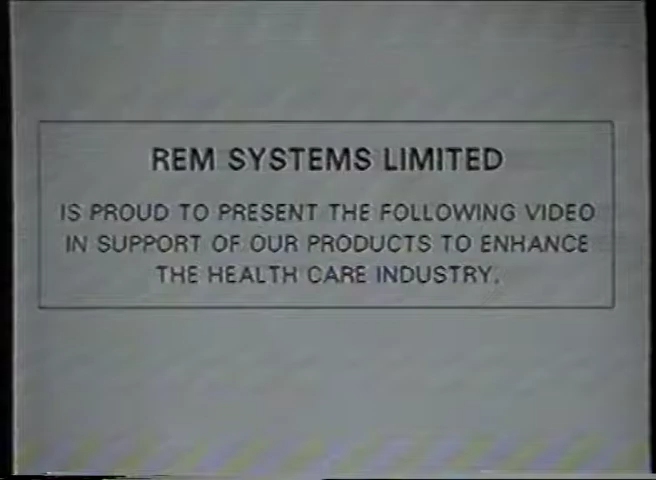 REM SYSTEMS LIMITED
IS PROUD TO PRESENT THE FOLLOWING VIDEO
IN SUPPORT OF OUR PRODUCTS TO ENHANCE
THE HEALTH CARE INDUSTRY.